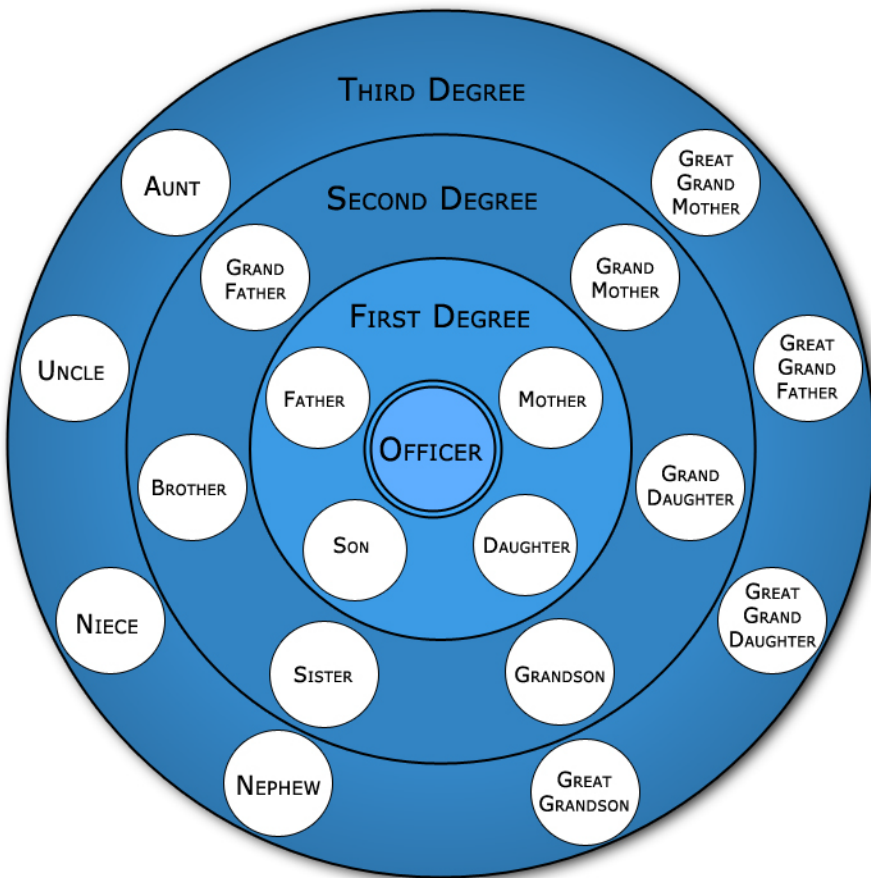 Third Degree
Aunt
Great
Grand
Mother
Second Degree
Grand
Father
Grand
Mother
First Degree
Uncle
Great
Grand
Father
Father
Mother
Officer
Brother
Grand
Daughter
Son
Daughter
Niece
Great
Grand
Daughter
Sister
Grandson
Nephew
Great
Grandson